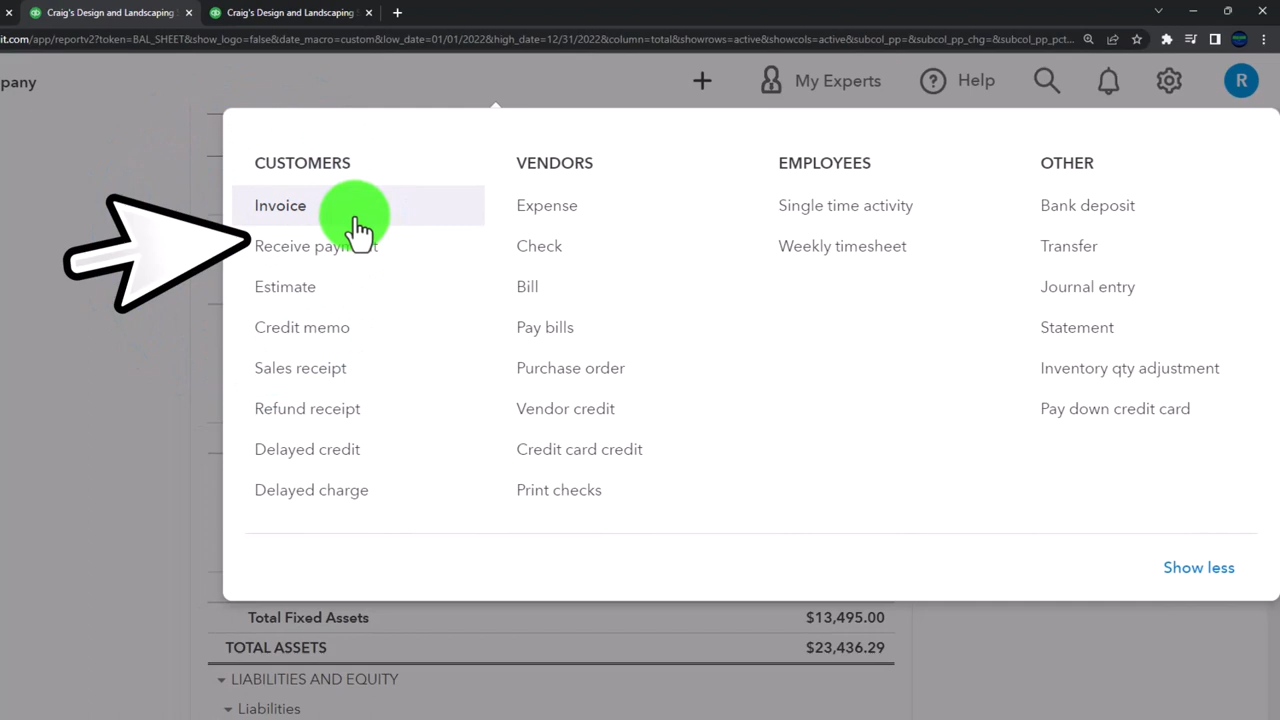 Craig's Design and Landscaping
Craig's Design and Landscaping
it.com/app/reportv2?token=BAL_SHEET&show_logo=false&date_macro=custom&low_date=01/01/2022&high_date=12/31/2022&column=total&showrows=active&showcols=active&subcol_pp=&subcol_pp_chg=&subcol_pp_pct...
pany
My Experts
Help
R
CUSTOMERS
Invoice
Receive payment
Estimate
Credit memo
Sales receipt
Refund receipt
Delayed credit
Delayed charge
VENDORS
Expense
Check
Bill
Pay bills
Purchase order
Vendor credit
Credit card credit
Print checks
EMPLOYEES
Single time activity
Weekly timesheet
OTHER
Bank deposit
Transfer
Journal entry
Statement
Inventory qty adjustment
Pay down credit card
Show less
Total Fixed Assets $13,495.00
TOTAL ASSETS $23,436.29
LIABILITIES AND EQUITY
Liabilities